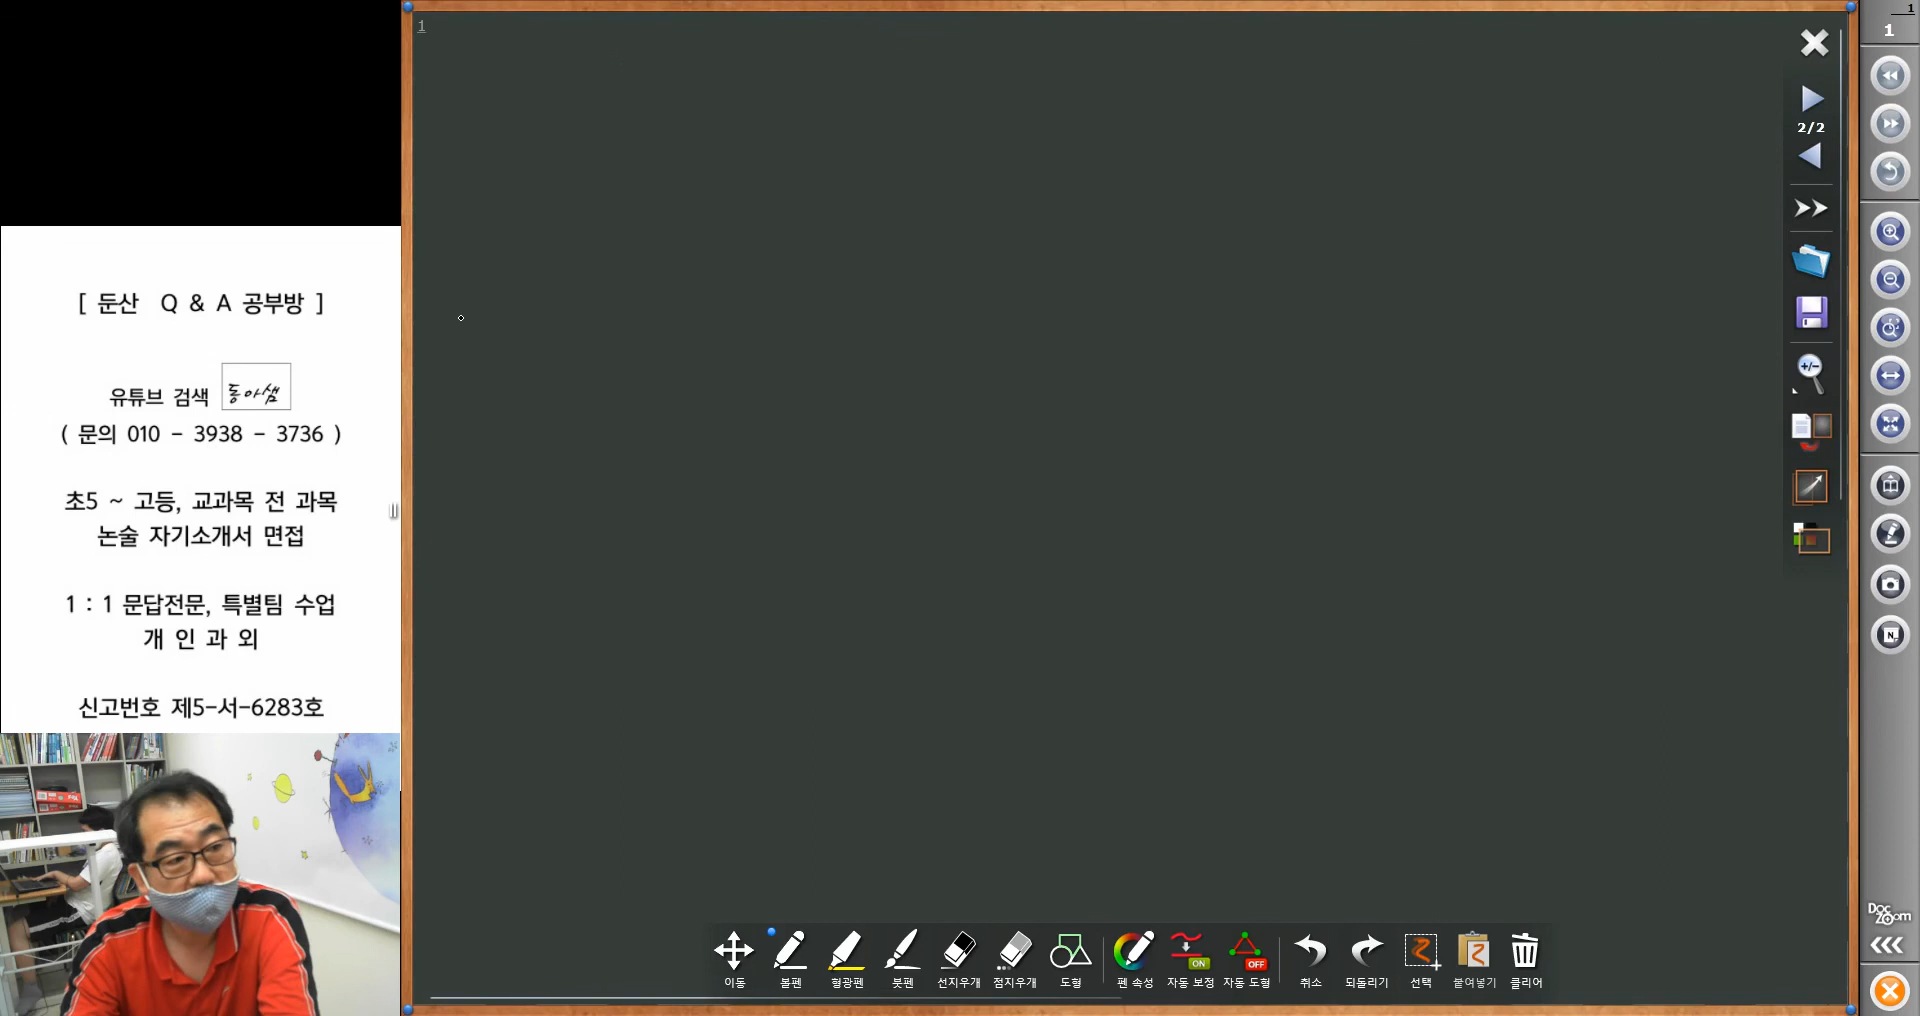 [ 둔산 Q & A 공부방 ]
유튜브 검색 동아샘
( 문의 010 - 3938 - 3736 )
초5 ~ 고등, 교과목 전 과목
논술 자기소개서 면접
1 : 1 문답전문, 특별팀 수업
개 인 과 외
신고번호 제5-서-6283호
1
2/2
+/-
1
1
N
Doc
Zoom
이동
볼펜
형광펜
붓펜
선지우개
점지우개
도형
펜 속성
ON
자동 보정
OFF
자동 도형
취소
되돌리기
선택
붙여넣기
클리어